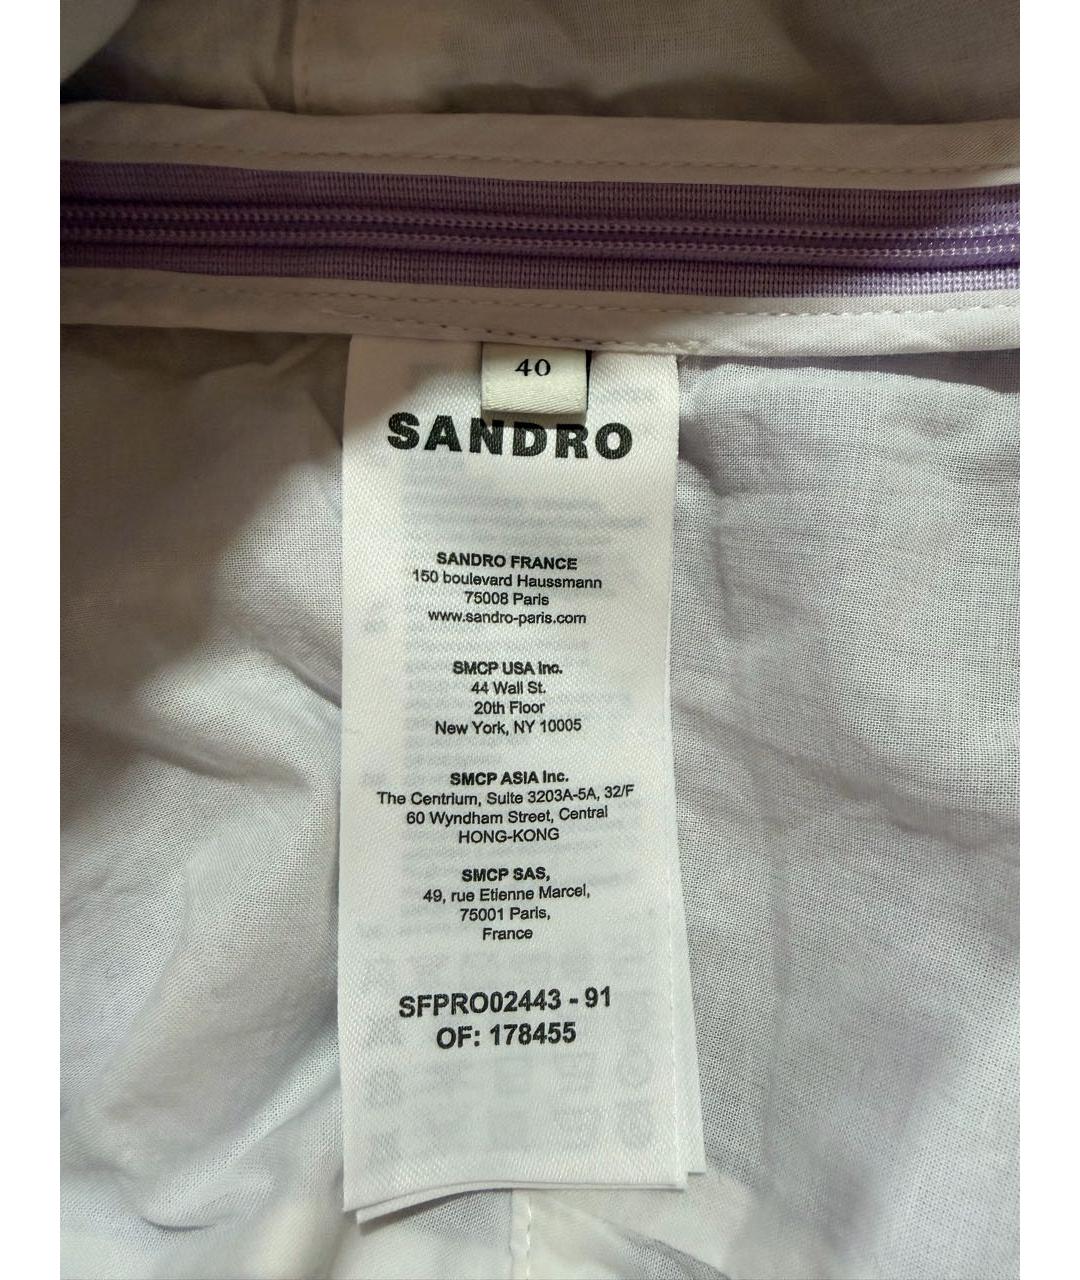 40
SANDRO
SANDRO FRANCE
150 boulevard Haussmann
75008 Paris
www.sandro-paris.com
SMCP USA Inc.
44 Wall St.
20th Floor
New York, NY 10005
SMCP ASIA Inc.
The Centrium, Suite 3203A-5A, 32/F
60 Wyndham Street, Central
HONG-KONG
SMCP SAS,
49, rue Etienne Marcel,
75001 Paris,
France
SFPRO02443 - 91
OF: 178455